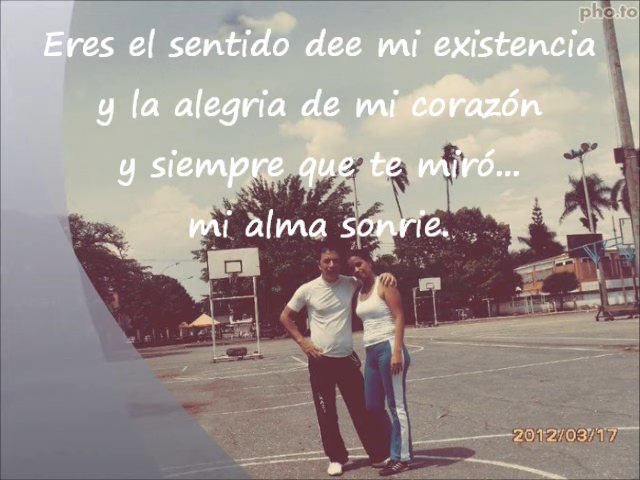 pho.to
Eres el sentido dee mi existencia
y la alegria de mi corazón
y siempre que te miró...
mi alma sonrie.
2012/03/17